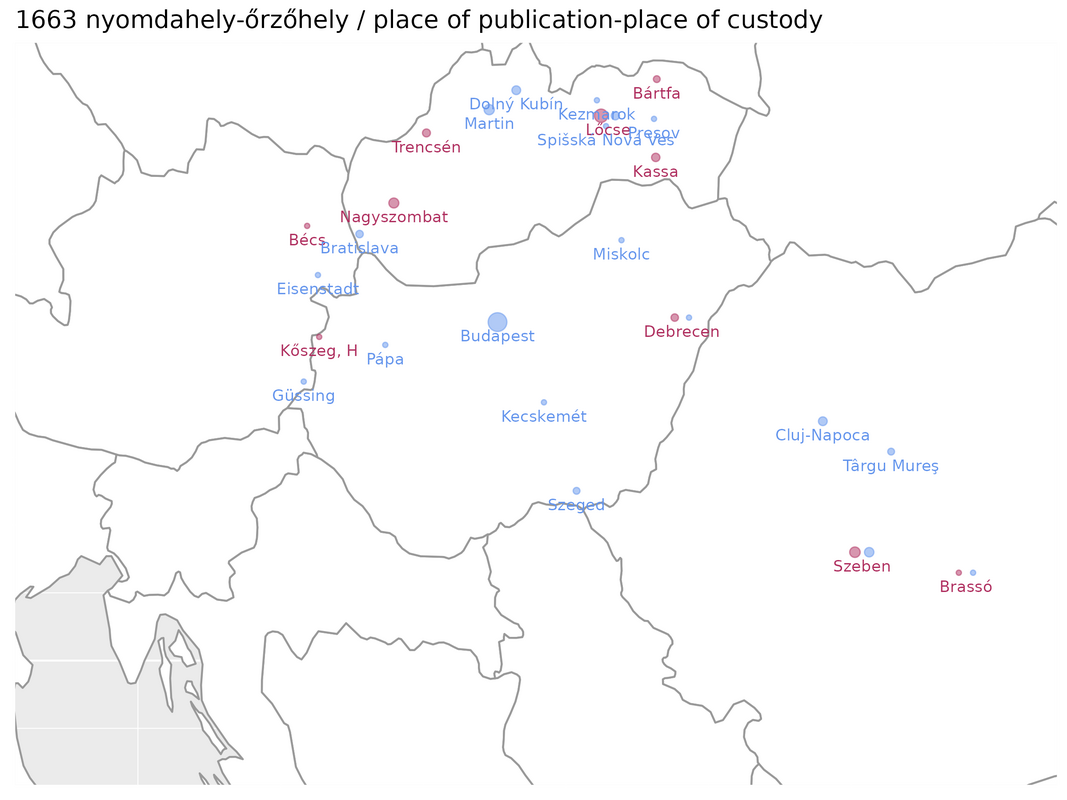 1663 nyomdahely-őrzőhely / place of publication-place of custody
Bártfa
Dolný Kubín
Kezmarok
Martin
Lőcse
Presov
Spišska Nová Ves
Trencsén
Kassa
Nagyszombat
Bécs
Bratislava
Miskolc
Eisenstadt
Debrecen
Budapest
Kőszeg, H
Pápa
Güssing
Kecskemét
Cluj-Napoca
Târgu Mureş
Szeged
Szeben
Brassó